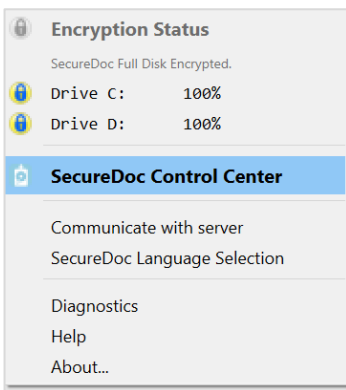 Encryption Status
SecureDoc Full Disk Encrypted.
Drive C: 100%
Drive D: 100%
SecureDoc Control Center
Communicate with server
SecureDoc Language Selection
Diagnostics
Help
About...